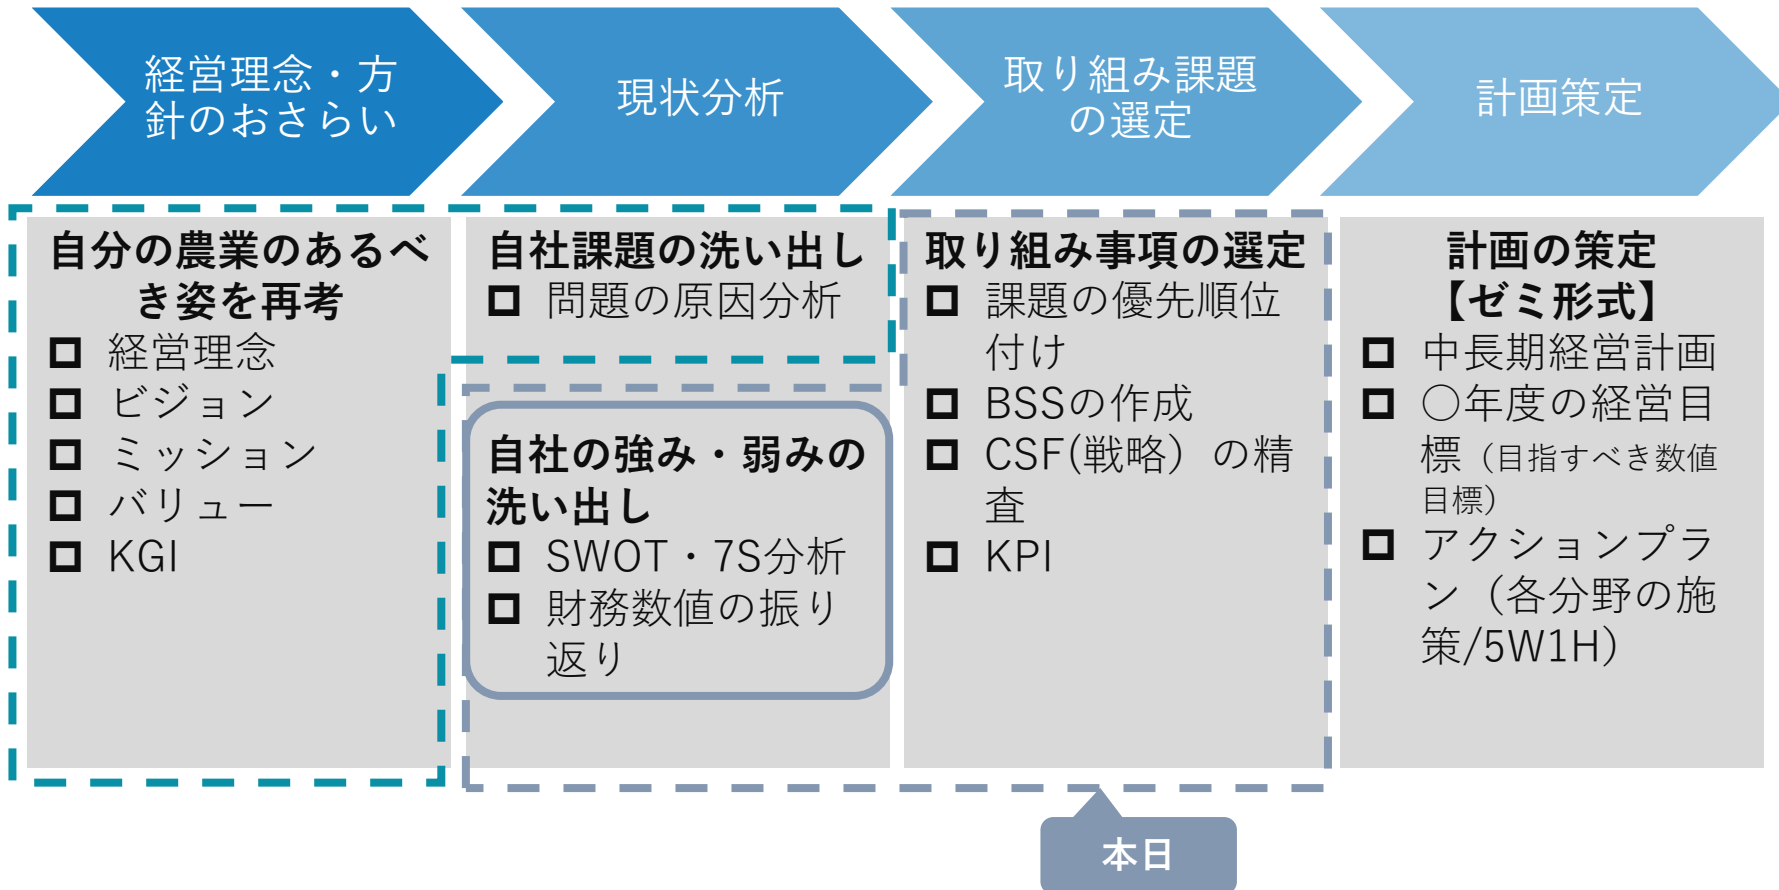 経営理念・方
針のおさらい
現状分析
取り組み課題
の選定
計画策定
自分の農業のあるべ
き姿を再考
経営理念
ビジョン
ミッション
バリュー
KGI
自社課題の洗い出し
問題の原因分析
自社の強み・弱みの
洗い出し
SWOT・7S分析
財務数値の振り
返り
取り組み事項の選定
課題の優先順位
付け
BSSの作成
CSF(戦略）の精
査
KPI
計画の策定
【ゼミ形式】
中長期経営計画
○年度の経営目
標（目指すべき数値
目標）
アクションプラ
ン（各分野の施
策/5W1H）
本日